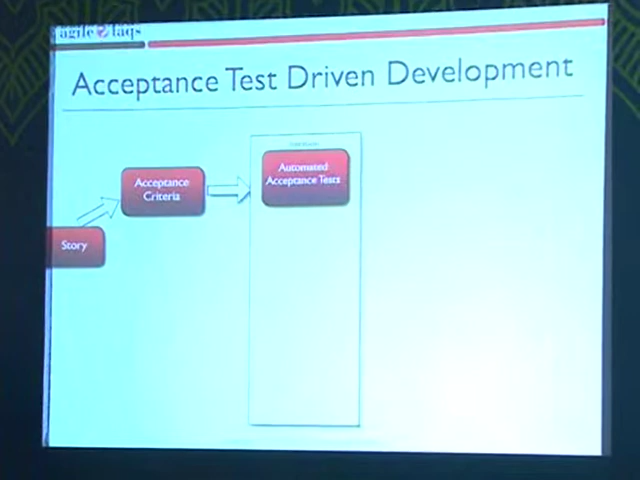 agile faqs
Acceptance Test Driven Development
Automated
Acceptance Tests
Acceptance
Criteria
Story